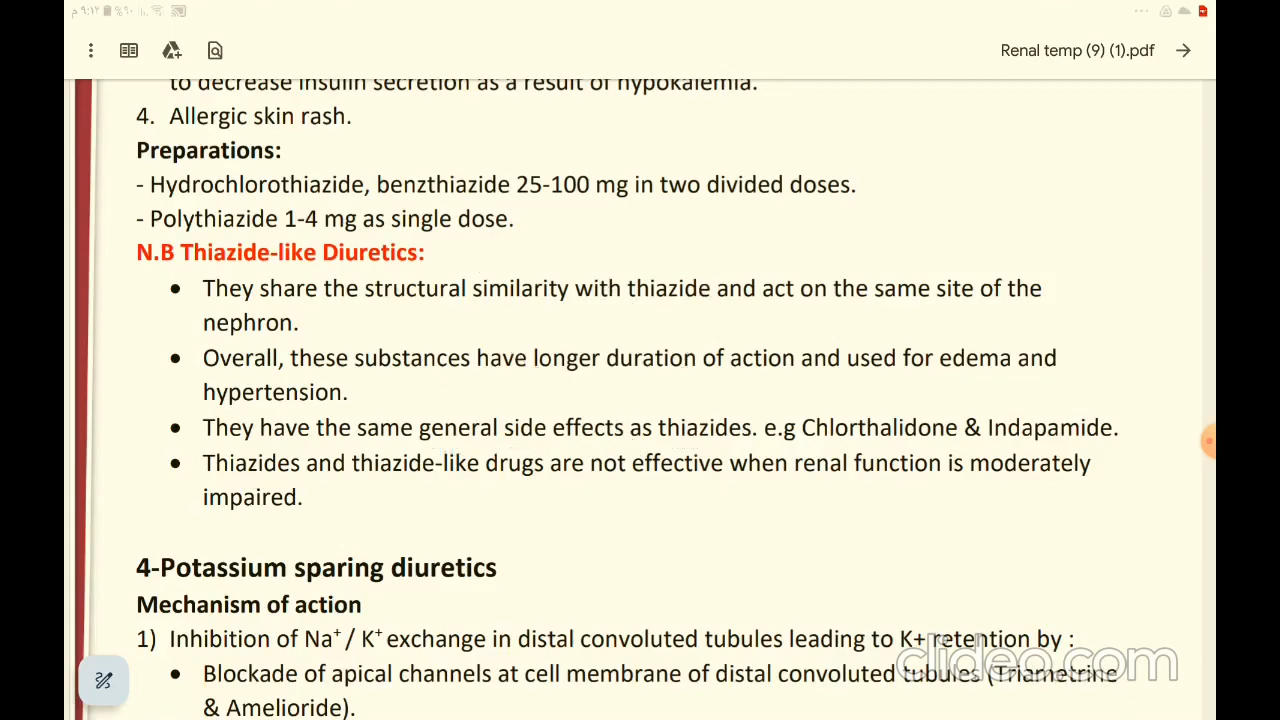 م ٩:١٢ %٩٠
Renal temp (9) (1).pdf
to decrease insulin secretion as a result of hypokalemia.
4. Allergic skin rash.
Preparations:
- Hydrochlorothiazide, benzthiazide 25-100 mg in two divided doses.
- Polythiazide 1-4 mg as single dose.
N.B Thiazide-like Diuretics:
• They share the structural similarity with thiazide and act on the same site of the
nephron.
• Overall, these substances have longer duration of action and used for edema and
hypertension.
• They have the same general side effects as thiazides. e.g Chlorthalidone & Indapamide.
• Thiazides and thiazide-like drugs are not effective when renal function is moderately
impaired.
4-Potassium sparing diuretics
Mechanism of action
1) Inhibition of Na⁺ / K⁺ exchange in distal convoluted tubules leading to K+ retention by :
• Blockade of apical channels at cell membrane of distal convoluted tubules (Triametrine
& Amelioride).
clideo.com